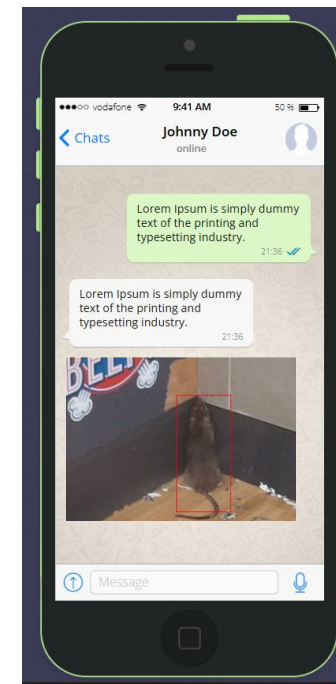 vodafone
9:41 AM
50 %
Chats
Johnny Doe
online
Lorem Ipsum is simply dummy
text of the printing and
typesetting industry.
21:36
Lorem Ipsum is simply dummy
text of the printing and
typesetting industry.
21:36
Message